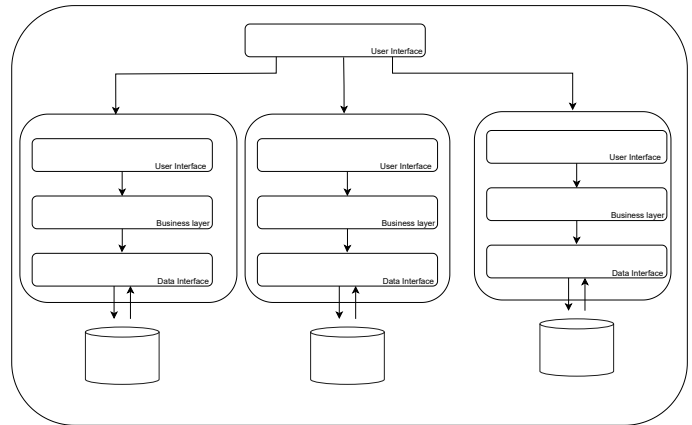 User Interface
User Interface
Business layer
Data Interface
User Interface
Business layer
Data Interface
User Interface
Business layer
Data Interface